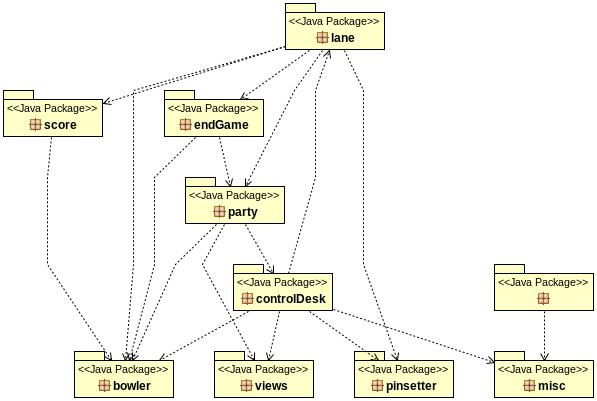 <<Java Package>>
lane
<<Java Package>>
score
<<Java Package>>
endGame
<<Java Package>>
party
<<Java Package>>
controlDesk
<<Java Package>>
<<Java Package>>
bowler
<<Java Package>>
views
<<Java Package>>
pinsetter
<<Java Package>>
misc